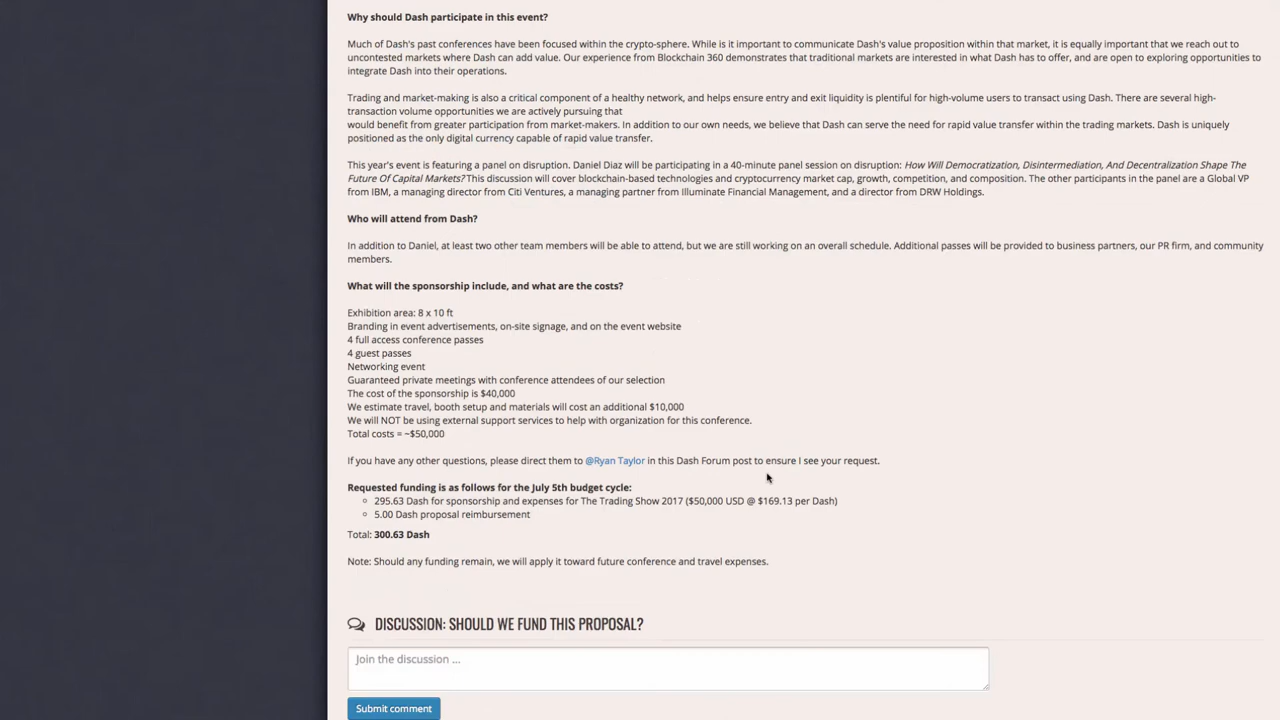 Why should Dash participate in this event?
Much of Dash's past conferences have been focused within the crypto-sphere. While is it important to communicate Dash's value proposition within that market, it is equally important that we reach out to
uncontested markets where Dash can add value. Our experience from Blockchain 360 demonstrates that traditional markets are interested in what Dash has to offer, and are open to exploring opportunities to
integrate Dash into their operations.
Trading and market-making is also a critical component of a healthy network, and helps ensure entry and exit liquidity is plentiful for high-volume users to transact using Dash. There are several high-
transaction volume opportunities we are actively pursuing that
would benefit from greater participation from market-makers. In addition to our own needs, we believe that Dash can serve the need for rapid value transfer within the trading markets. Dash is uniquely
positioned as the only digital currency capable of rapid value transfer.
This year's event is featuring a panel on disruption. Daniel Diaz will be participating in a 40-minute panel session on disruption: How Will Democratization, Disintermediation, And Decentralization Shape The
Future Of Capital Markets? This discussion will cover blockchain-based technologies and cryptocurrency market cap, growth, competition, and composition. The other participants in the panel are a Global VP
from IBM, a managing director from Citi Ventures, a managing partner from Illuminate Financial Management, and a director from DRW Holdings.
Who will attend from Dash?
In addition to Daniel, at least two other team members will be able to attend, but we are still working on an overall schedule. Additional passes will be provided to business partners, our PR firm, and community
members.
What will the sponsorship include, and what are the costs?
Exhibition area: 8 x 10 ft
Branding in event advertisements, on-site signage, and on the event website
4 full access conference passes
4 guest passes
Networking event
Guaranteed private meetings with conference attendees of our selection
The cost of the sponsorship is $40,000
We estimate travel, booth setup and materials will cost an additional $10,000
We will NOT be using external support services to help with organization for this conference.
Total costs = ~$50,000
If you have any other questions, please direct them to @Ryan Taylor in this Dash Forum post to ensure I see your request.
Requested funding is as follows for the July 5th budget cycle:
295.63 Dash for sponsorship and expenses for The Trading Show 2017 ($50,000 USD @ $169.13 per Dash)
5.00 Dash proposal reimbursement
Total: 300.63 Dash
Note: Should any funding remain, we will apply it toward future conference and travel expenses.
DISCUSSION: SHOULD WE FUND THIS PROPOSAL?
Join the discussion ...
Submit comment